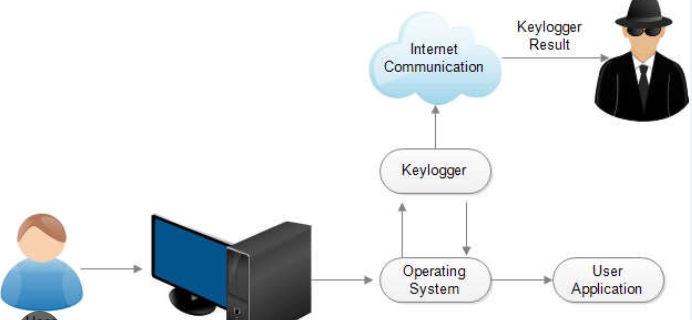 Keylogger
Result
Internet
Communication
Keylogger
Operating
System
User
Application